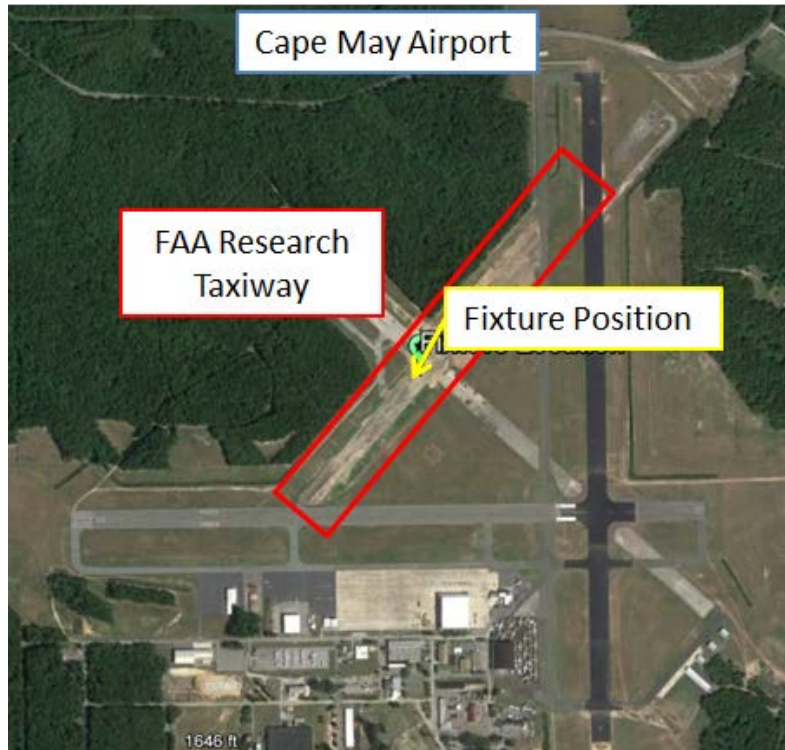 Cape May Airport
FAA Research
Taxiway
Fixture Position
1646 ft